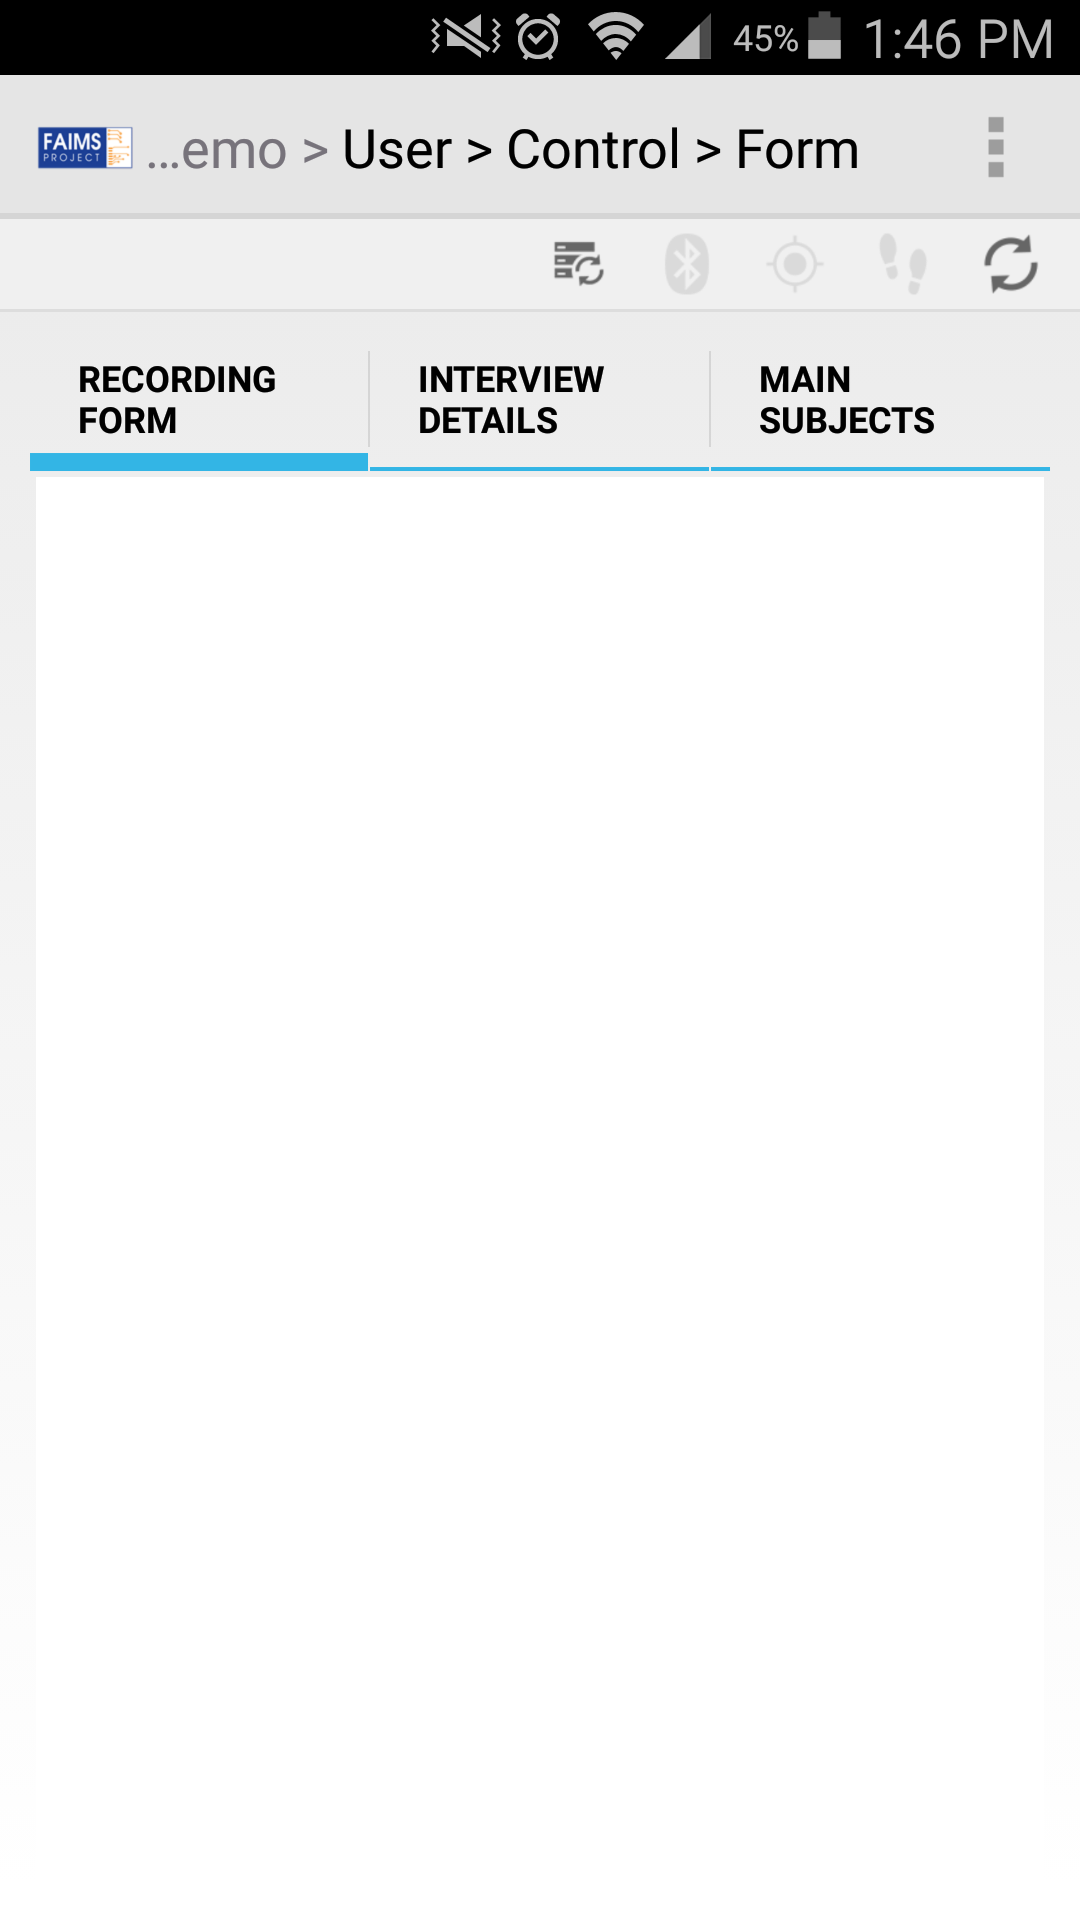 45% 1:46 PM
FAIMS
PROJECT
...emo > User > Control > Form
RECORDING
FORM
INTERVIEW
DETAILS
MAIN
SUBJECTS